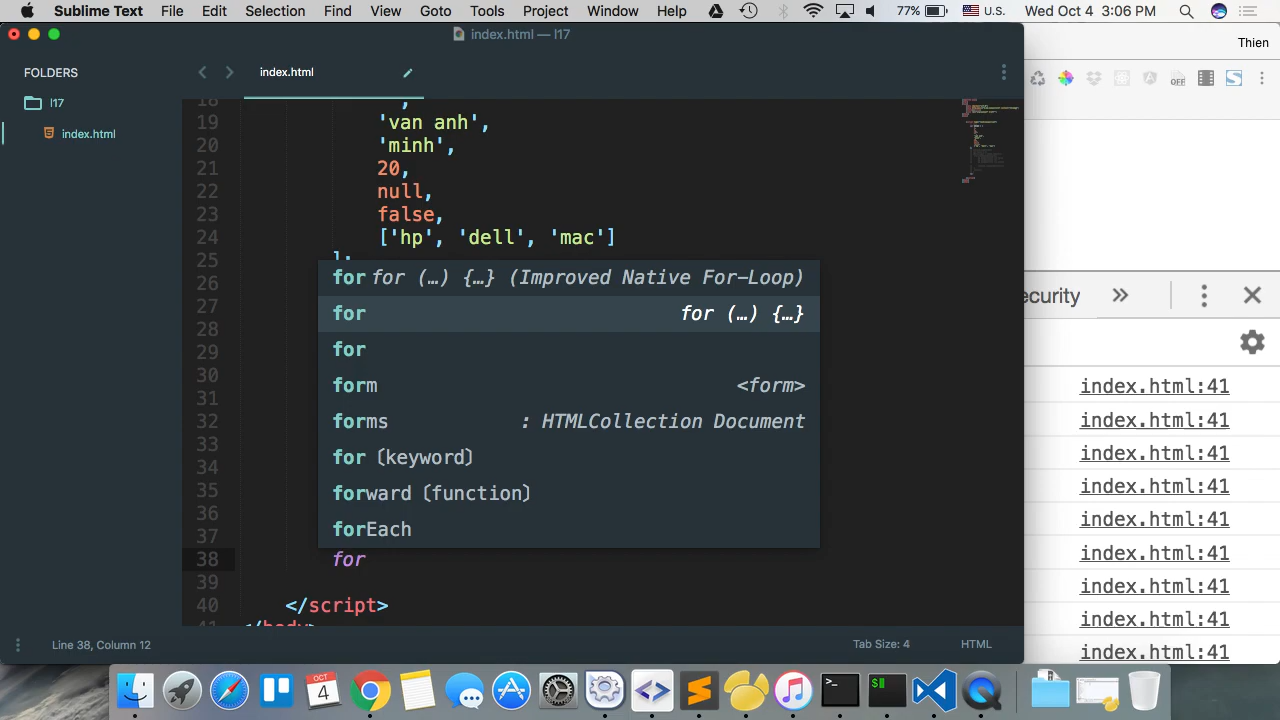 Sublime Text File Edit Selection Find View Goto Tools Project Window Help 77% U.S. Wed Oct 4 3:06 PM
index.html — l17
Thien
FOLDERS
index.html
l17
index.html
OFF
18 ,
19 'van anh',
20 'minh',
21 20,
22 null,
23 false,
24 ['hp', 'dell', 'mac']
25 ];
26
27
28
29
30
31
32
33
34
35
36
37
38 for
39
40 </script>
41 </body>
for for (…) {…} (Improved Native For-Loop)
for for (…) {…}
for
form <form>
forms : HTMLCollection Document
for (keyword)
forward (function)
forEach
ecurity »
index.html:41
index.html:41
index.html:41
index.html:41
index.html:41
index.html:41
index.html:41
index.html:41
index.html:41
Line 38, Column 12 Tab Size: 4 HTML
OCT
4